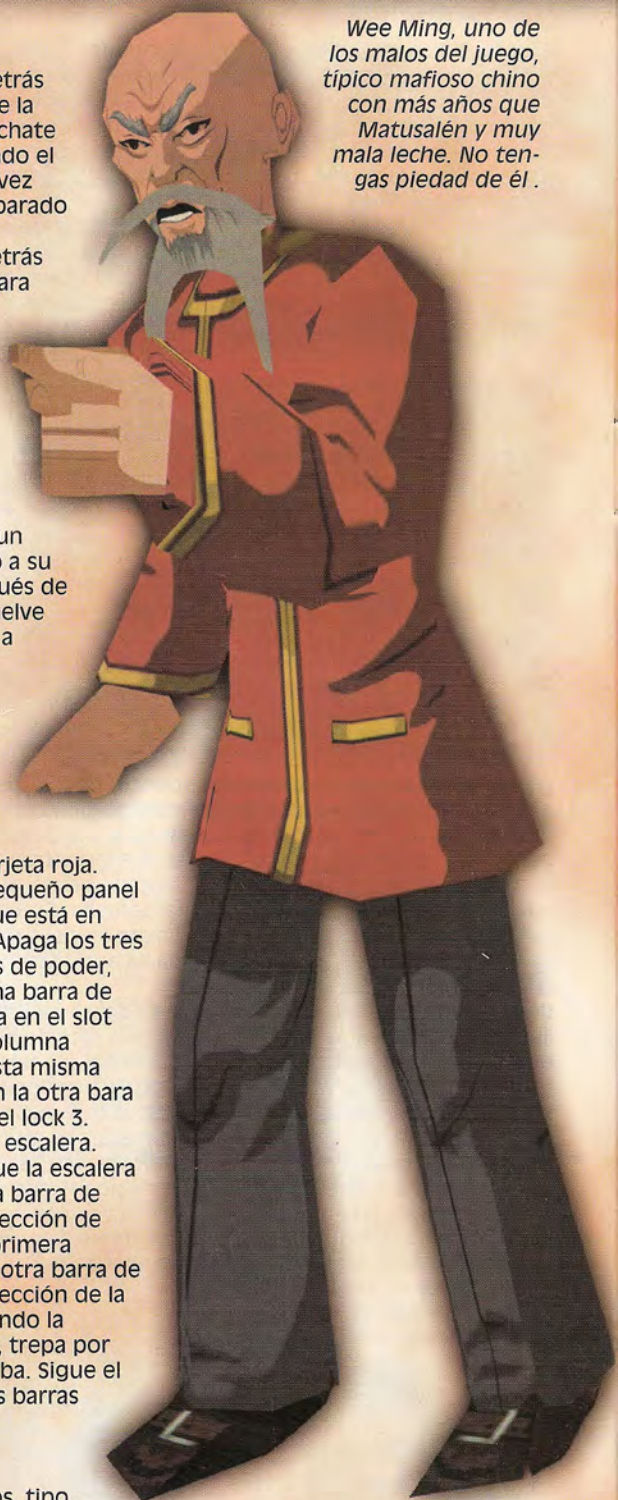 Wee Ming, uno de
los malos del juego,
típico mafioso chino
con más años que
Matusalén y muy
mala leche. No ten-
gas piedad de él .
etrás
e la
chate
do el
vez
parado
etrás
ara
un
o a su
ués de
elve
a
rjeta roja.
equeño panel
ue está en
Apaga los tres
s de poder,
na barra de
a en el slot
olumna
sta misma
n la otra bara
el lock 3.
escalera.
ue la escalera
a barra de
ección de
primera
otra barra de
ección de la
ndo la
, trepa por
ba. Sigue el
s barras
os, tipo